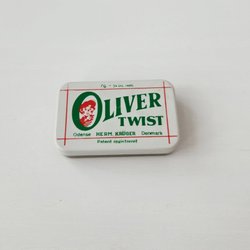 OLIVER
TWIST
Odense HERM. KRÜGER Denmark
Patent registered